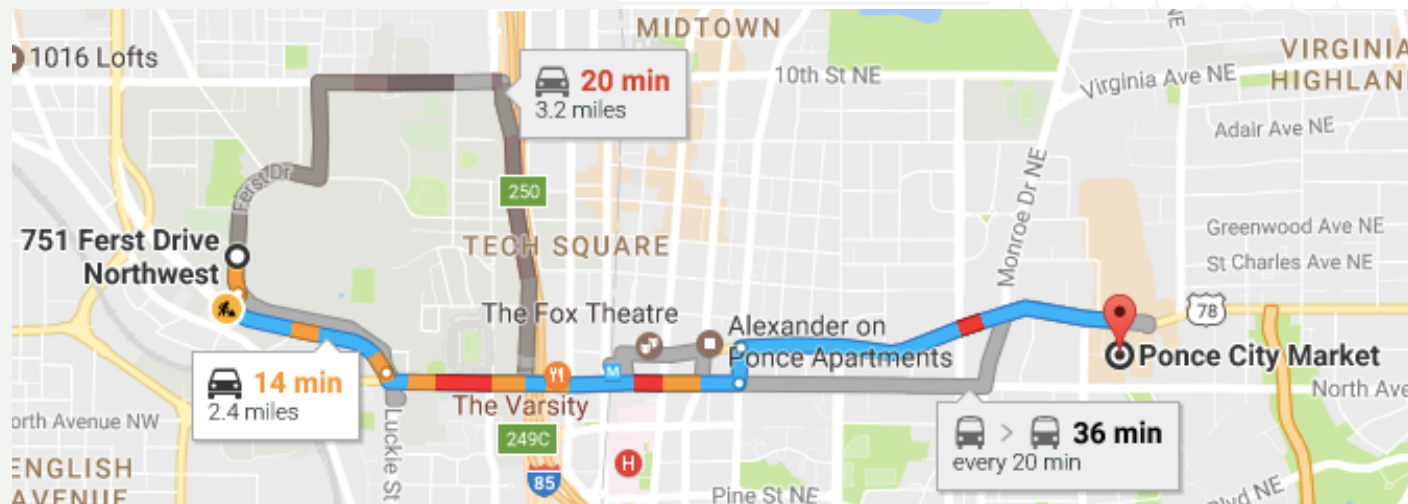 MIDTOWN
1016 Lofts
20 min
3.2 miles
10th St NE
Virginia Ave NE
VIRGINIA
HIGHLAN
Adair Ave NE
Ferst Dr
250
Monroe Dr NE
751 Ferst Drive
Northwest
TECH SQUARE
Greenwood Ave NE
St Charles Ave NE
The Fox Theatre
78
Alexander on
Ponce Apartments
Ponce City Market
14 min
2.4 miles
M
The Varsity
North Ave
orth Avenue NW
Luckie St
249C
> 36 min
every 20 min
ENGLISH
AVENUE
H
85
Pine St NE
Blvd NE
NE